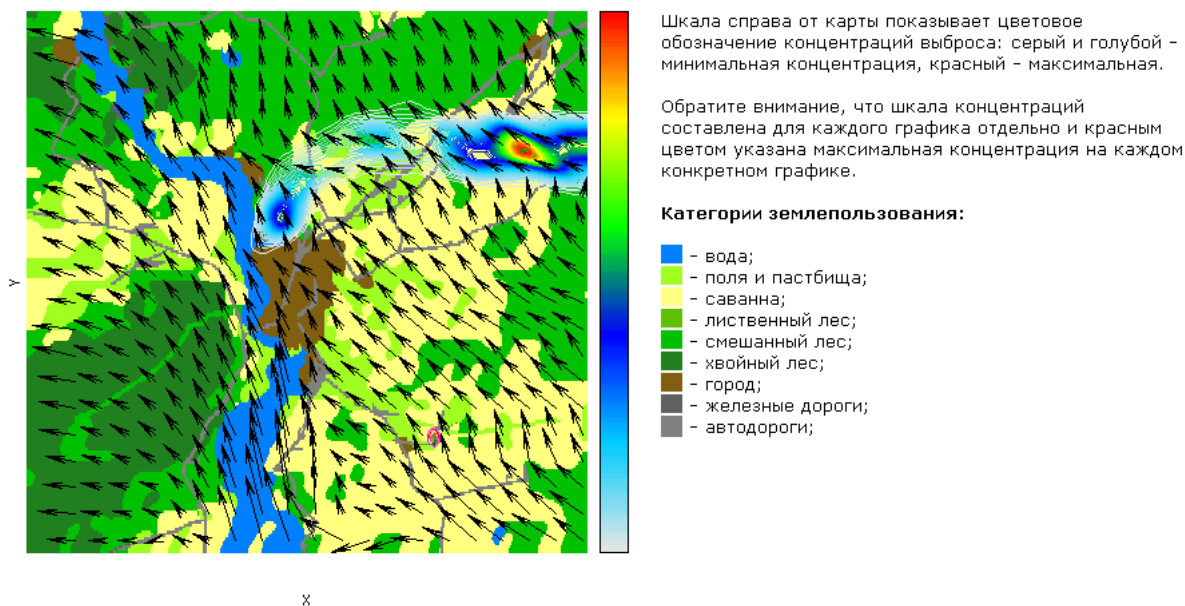 Шкала справа от карты показывает цветовое
обозначение концентраций выброса: серый и голубой -
минимальная концентрация, красный - максимальная.
Обратите внимание, что шкала концентраций
составлена для каждого графика отдельно и красным
цветом указана максимальная концентрация на каждом
конкретном графике.
Категории землепользования:
- вода;
- поля и пастбища;
- саванна;
- лиственный лес;
- смешанный лес;
- хвойный лес;
- город;
- железные дороги;
- автодороги;
Y
X